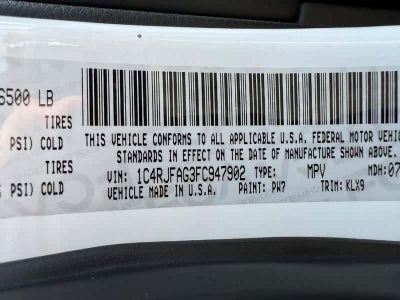 6500 LB
TIRES
PSI) COLD
TIRES
PSI) COLD
THIS VEHICLE CONFORMS TO ALL APPLICABLE U.S.A. FEDERAL MOTOR VEHICL
STANDARDS IN EFFECT ON THE DATE OF MANUFACTURE SHOWN ABOVE.
VIN: 1C4RJFAG3FC947902 TYPE: MPV MDH: 07
VEHICLE MADE IN U.S.A. PAINT: PW7 TRIM: KLX9